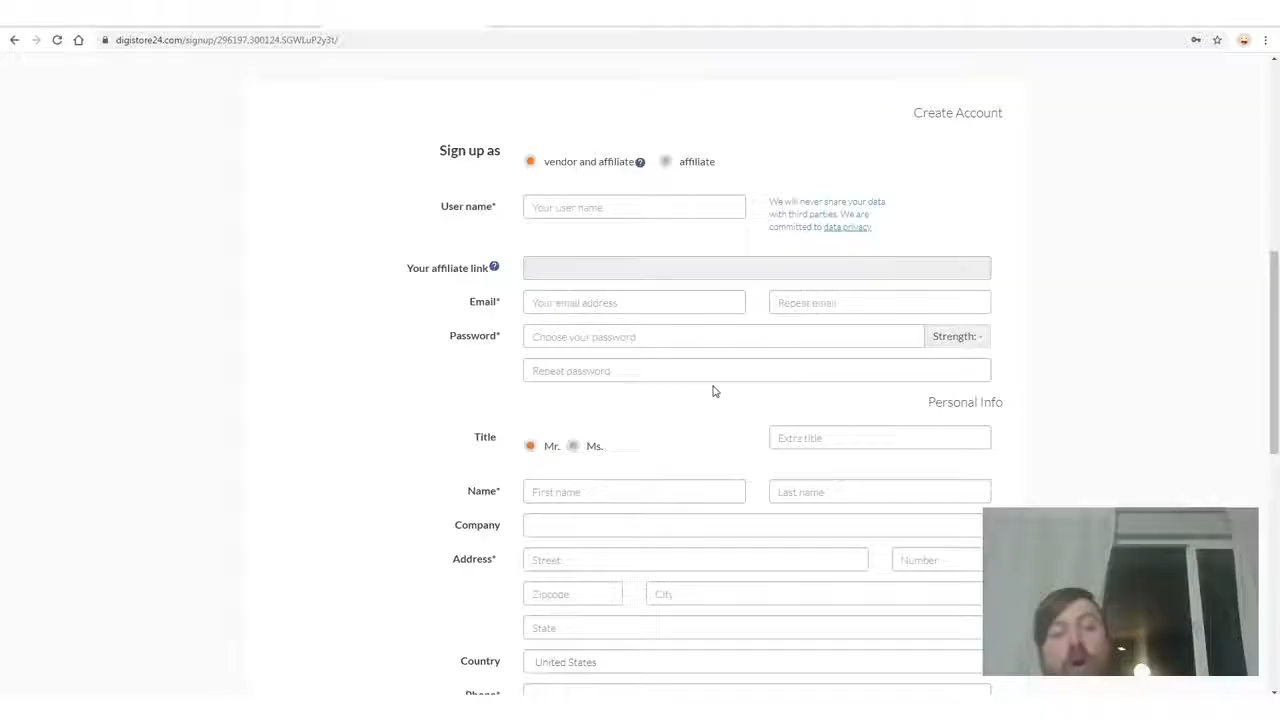 digistore24.com/signup/296197.300124.SGWLuP2y3t/
Create Account
Sign up as vendor and affiliate ? affiliate
User name* Your user name
We will never share your data
with third parties. We are
committed to data privacy
Your affiliate link ?
Email* Your email address Repeat email
Password* Choose your password Strength: -
Repeat password
Personal Info
Title Mr. Ms. Extra title
Name* First name Last name
Company
Address* Street Number
Zipcode City
State
Country United States
Phone*